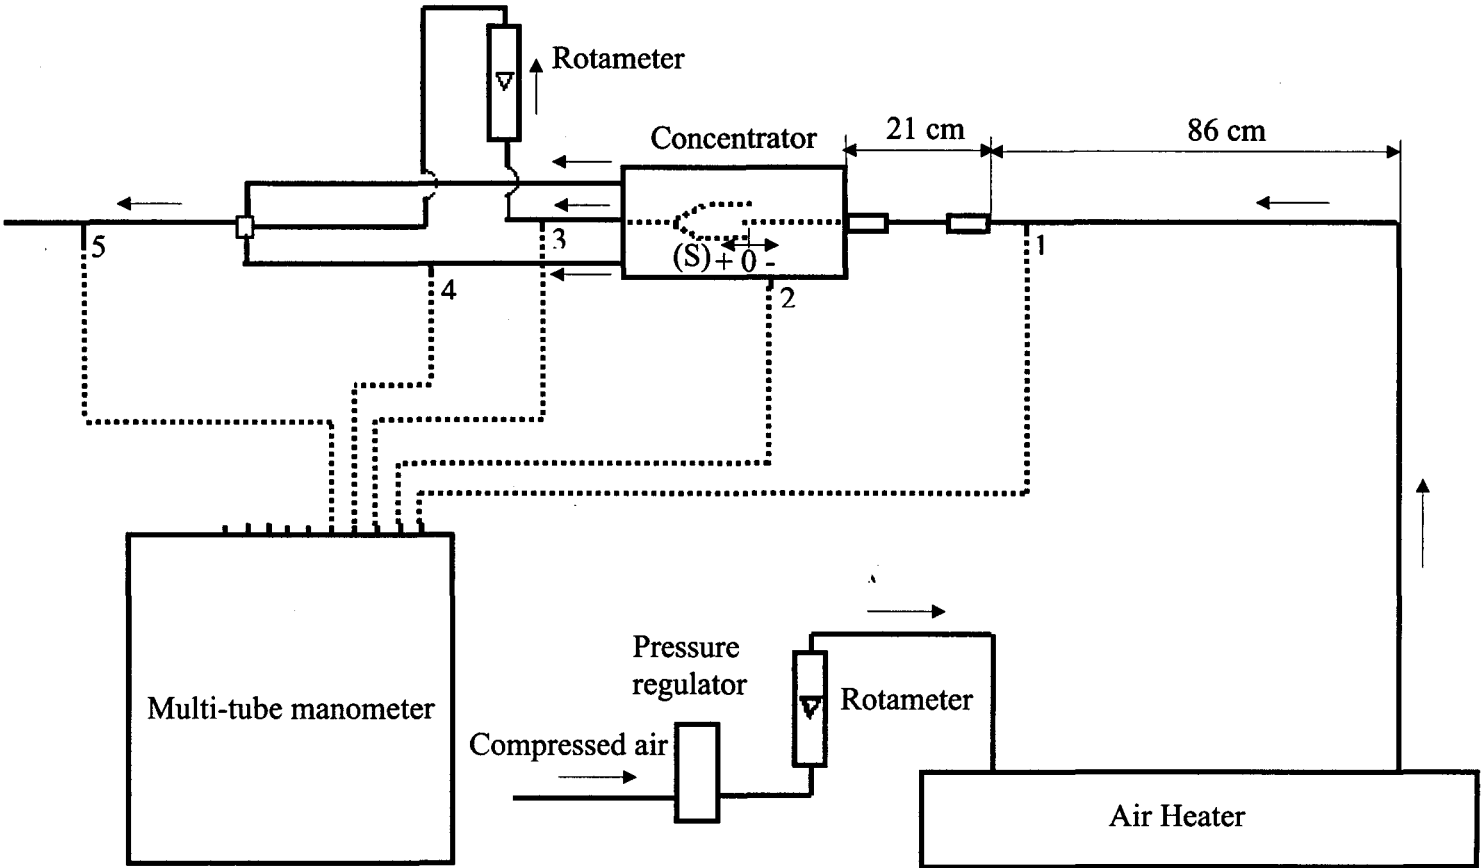 Rotameter
Concentrator
21 cm
86 cm
5
3
(S) + 0 -
1
4
2
Pressure
regulator
Rotameter
Multi-tube manometer
Compressed air
Air Heater